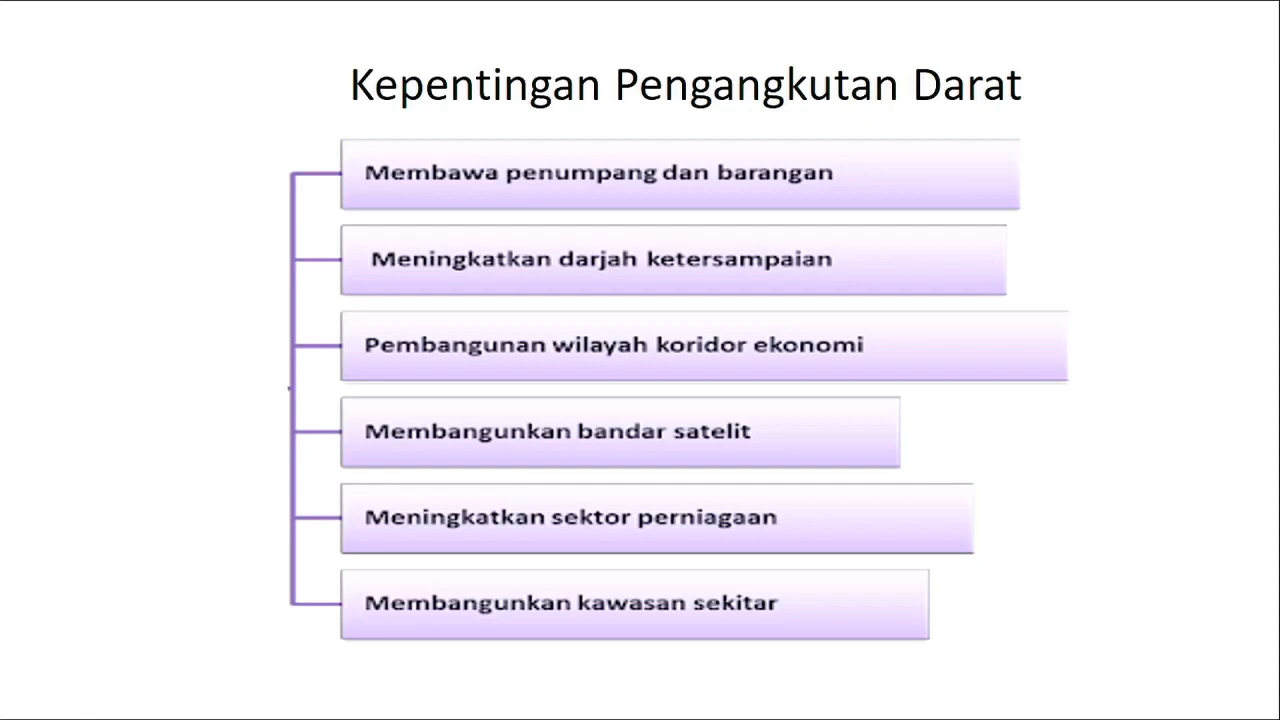 Kepentingan Pengangkutan Darat
Membawa penumpang dan barangan
Meningkatkan darjah ketersampaian
Pembangunan wilayah koridor ekonomi
Membangunkan bandar satelit
Meningkatkan sektor perniagaan
Membangunkan kawasan sekitar